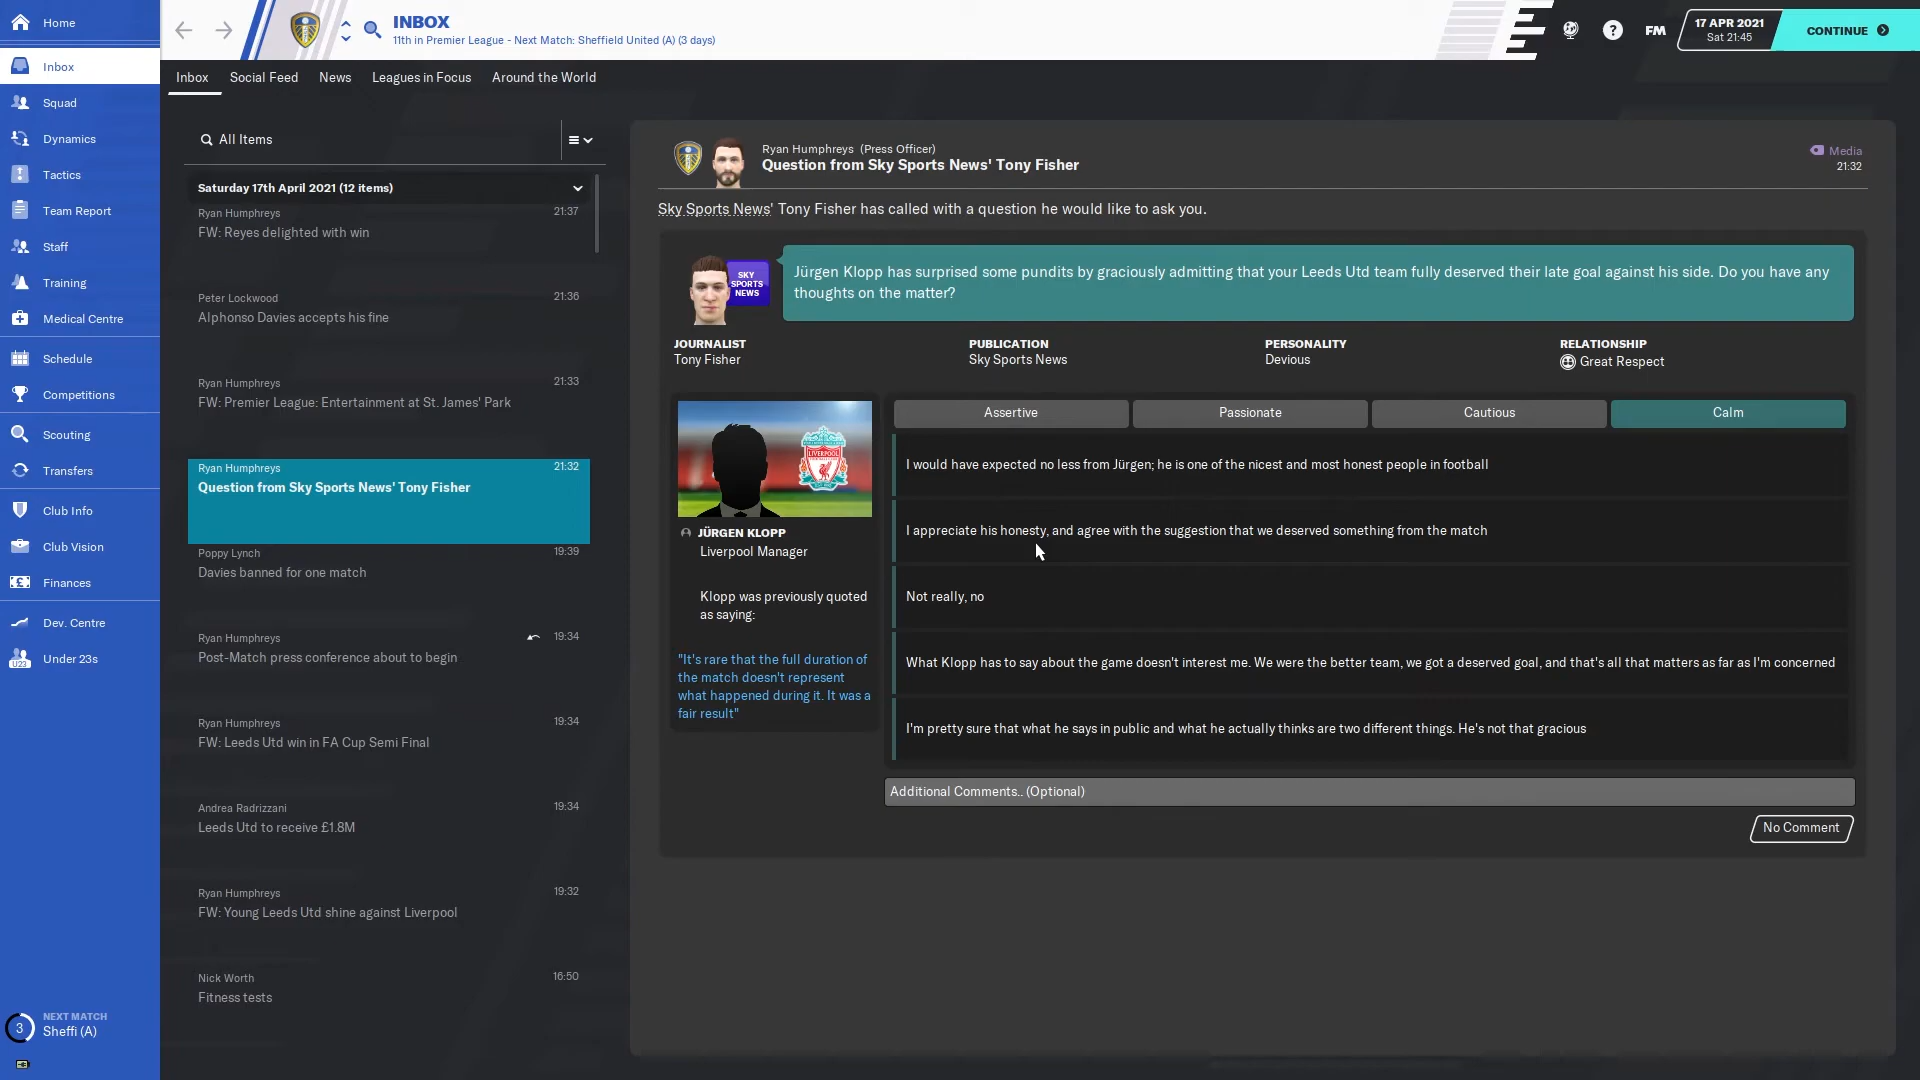 Home
Inbox
Squad
Dynamics
Tactics
Team Report
Staff
Training
Medical Centre
Schedule
Competitions
Scouting
Transfers
Club Info
Club Vision
Finances
Dev. Centre
U23
Under 23s
3
NEXT MATCH
Sheffi (A)
INBOX
11th in Premier League - Next Match: Sheffield United (A) (3 days)
?
FM
17 APR 2021
Sat 21:45
CONTINUE
Inbox
Social Feed
News
Leagues in Focus
Around the World
All Items
Saturday 17th April 2021 (12 items)
Ryan Humphreys
21:37
FW: Reyes delighted with win
Peter Lockwood
21:36
Alphonso Davies accepts his fine
Ryan Humphreys
21:33
FW: Premier League: Entertainment at St. James' Park
Ryan Humphreys
21:32
Question from Sky Sports News' Tony Fisher
Poppy Lynch
19:39
Davies banned for one match
Ryan Humphreys
19:34
Post-Match press conference about to begin
Ryan Humphreys
19:34
FW: Leeds Utd win in FA Cup Semi Final
Andrea Radrizzani
19:34
Leeds Utd to receive £1.8M
Ryan Humphreys
19:32
FW: Young Leeds Utd shine against Liverpool
Nick Worth
16:50
Fitness tests
Ryan Humphreys (Press Officer)
Question from Sky Sports News' Tony Fisher
Media
21:32
Sky Sports News' Tony Fisher has called with a question he would like to ask you.
SKY
SPORTS
NEWS
Jürgen Klopp has surprised some pundits by graciously admitting that your Leeds Utd team fully deserved their late goal against his side. Do you have any
thoughts on the matter?
JOURNALIST
Tony Fisher
PUBLICATION
Sky Sports News
PERSONALITY
Devious
RELATIONSHIP
Great Respect
JÜRGEN KLOPP
Liverpool Manager
Klopp was previously quoted
as saying:
"It's rare that the full duration of
the match doesn't represent
what happened during it. It was a
fair result"
Assertive
Passionate
Cautious
Calm
I would have expected no less from Jürgen; he is one of the nicest and most honest people in football
I appreciate his honesty, and agree with the suggestion that we deserved something from the match
Not really, no
What Klopp has to say about the game doesn't interest me. We were the better team, we got a deserved goal, and that's all that matters as far as I'm concerned
I'm pretty sure that what he says in public and what he actually thinks are two different things. He's not that gracious
Additional Comments.. (Optional)
No Comment